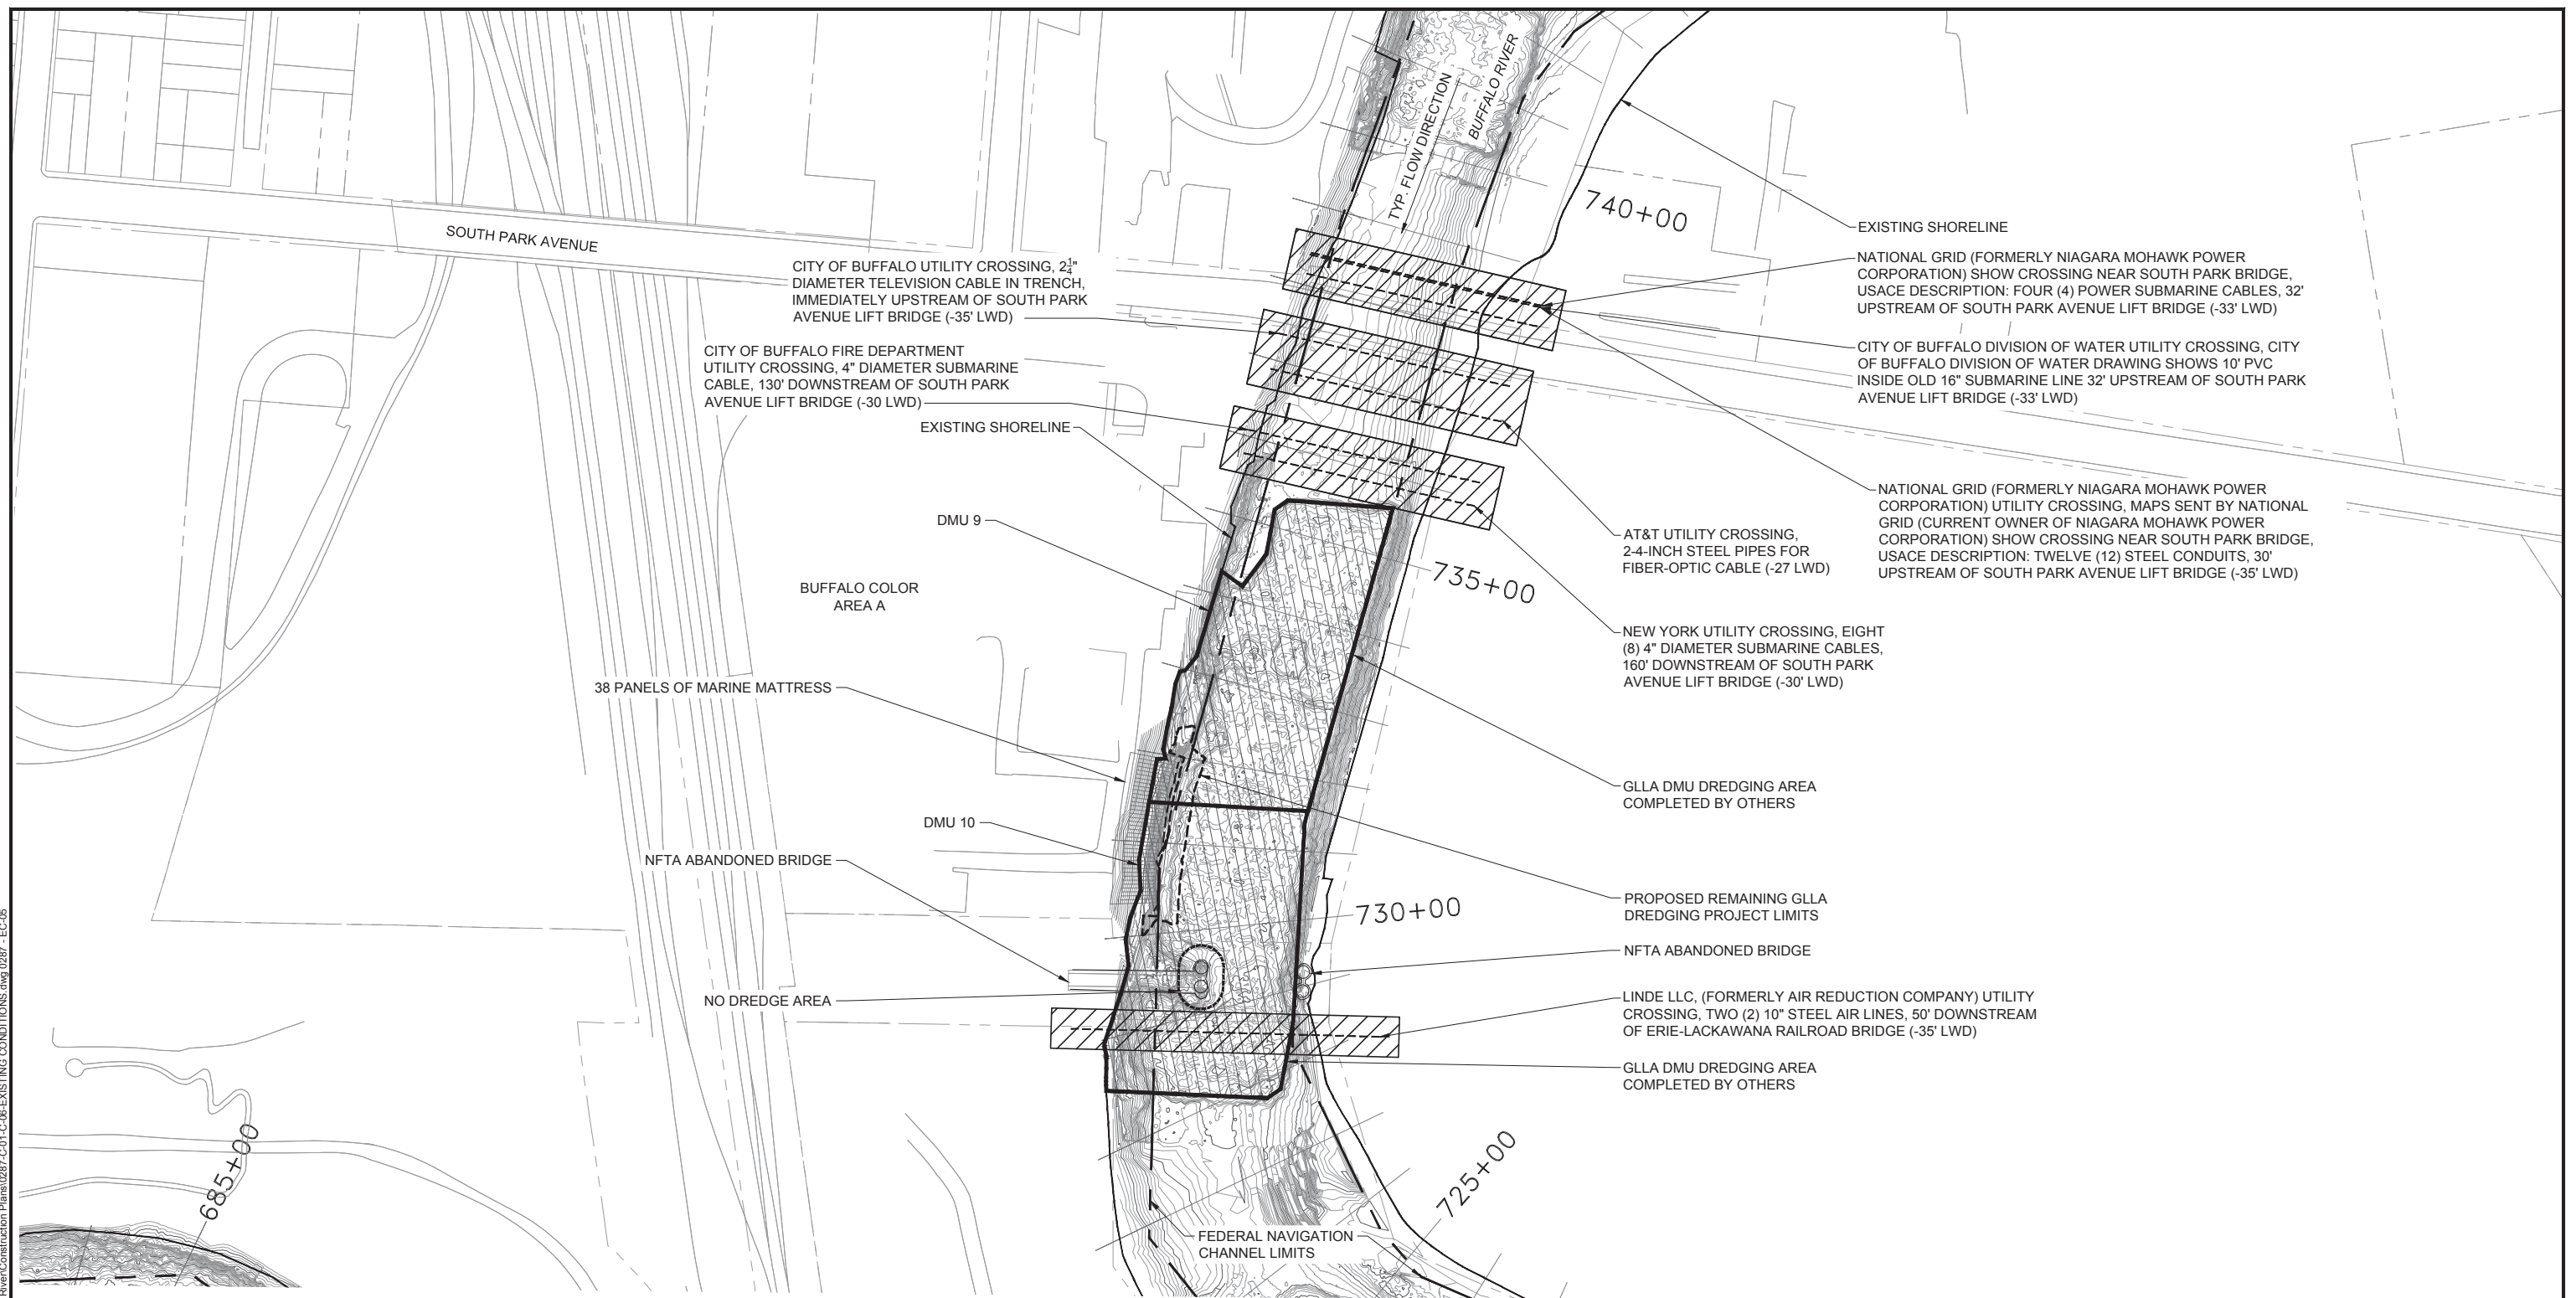 BUFFALO RIVER
TYP. FLOW DIRECTION
740+00
SOUTH PARK AVENUE
EXISTING SHORELINE
NATIONAL GRID (FORMERLY NIAGARA MOHAWK POWER
CORPORATION) SHOW CROSSING NEAR SOUTH PARK BRIDGE,
USACE DESCRIPTION: FOUR (4) POWER SUBMARINE CABLES, 32'
UPSTREAM OF SOUTH PARK AVENUE LIFT BRIDGE (-33' LWD)
CITY OF BUFFALO UTILITY CROSSING, 2¼"
DIAMETER TELEVISION CABLE IN TRENCH,
IMMEDIATELY UPSTREAM OF SOUTH PARK
AVENUE LIFT BRIDGE (-35' LWD)
CITY OF BUFFALO DIVISION OF WATER UTILITY CROSSING, CITY
OF BUFFALO DIVISION OF WATER DRAWING SHOWS 10' PVC
INSIDE OLD 16" SUBMARINE LINE 32' UPSTREAM OF SOUTH PARK
AVENUE LIFT BRIDGE (-33' LWD)
CITY OF BUFFALO FIRE DEPARTMENT
UTILITY CROSSING, 4" DIAMETER SUBMARINE
CABLE, 130' DOWNSTREAM OF SOUTH PARK
AVENUE LIFT BRIDGE (-30 LWD)
EXISTING SHORELINE
NATIONAL GRID (FORMERLY NIAGARA MOHAWK POWER
CORPORATION) UTILITY CROSSING, MAPS SENT BY NATIONAL
GRID (CURRENT OWNER OF NIAGARA MOHAWK POWER
CORPORATION) SHOW CROSSING NEAR SOUTH PARK BRIDGE,
USACE DESCRIPTION: TWELVE (12) STEEL CONDUITS, 30'
UPSTREAM OF SOUTH PARK AVENUE LIFT BRIDGE (-35' LWD)
DMU 9
AT&T UTILITY CROSSING,
2-4-INCH STEEL PIPES FOR
FIBER-OPTIC CABLE (-27 LWD)
735+00
BUFFALO COLOR
AREA A
NEW YORK UTILITY CROSSING, EIGHT
(8) 4" DIAMETER SUBMARINE CABLES,
160' DOWNSTREAM OF SOUTH PARK
AVENUE LIFT BRIDGE (-30' LWD)
38 PANELS OF MARINE MATTRESS
GLLA DMU DREDGING AREA
COMPLETED BY OTHERS
DMU 10
NFTA ABANDONED BRIDGE
PROPOSED REMAINING GLLA
DREDGING PROJECT LIMITS
730+00
NFTA ABANDONED BRIDGE
NO DREDGE AREA
LINDE LLC, (FORMERLY AIR REDUCTION COMPANY) UTILITY
CROSSING, TWO (2) 10" STEEL AIR LINES, 50' DOWNSTREAM
OF ERIE-LACKAWANA RAILROAD BRIDGE (-35' LWD)
GLLA DMU DREDGING AREA
COMPLETED BY OTHERS
685+00
725+00
FEDERAL NAVIGATION
CHANNEL LIMITS
River\Construction Plans\0287-C-01-C-06-EXISTING CONDITIONS.dwg 0287 - EC-05